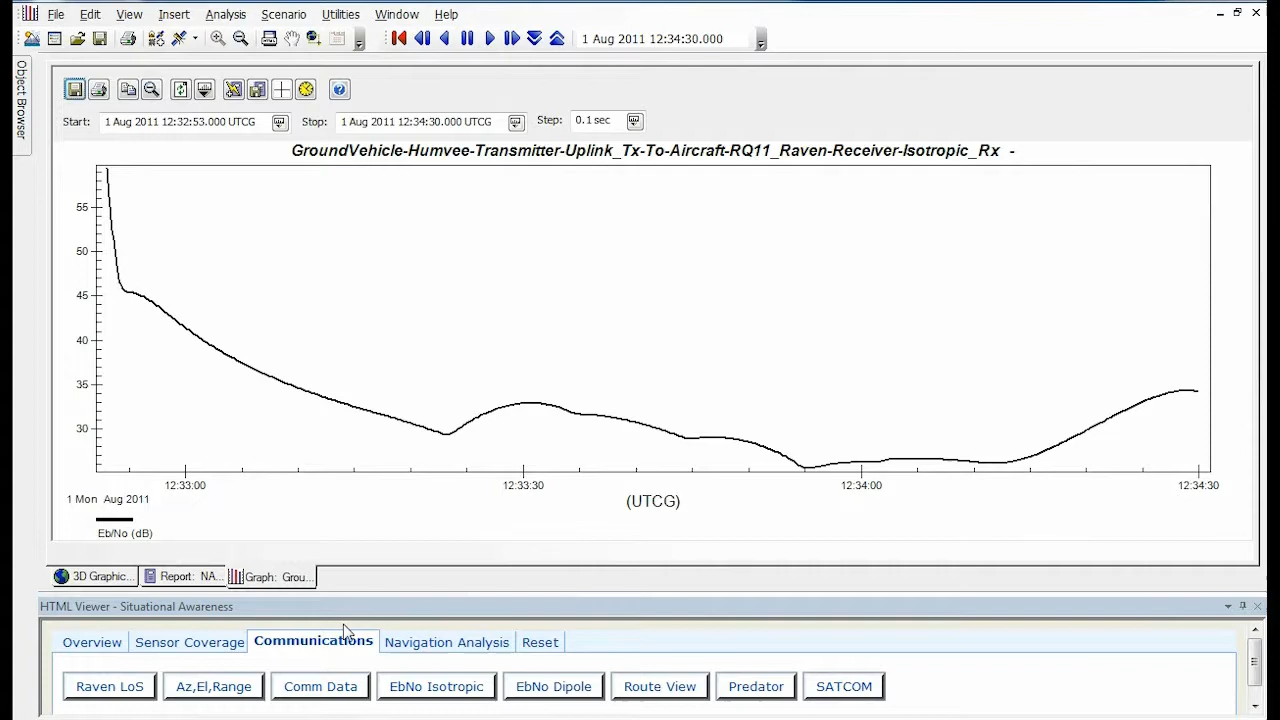 File Edit View Insert Analysis Scenario Utilities Window Help
1 Aug 2011 12:34:30.000
Object Browser
Start: 1 Aug 2011 12:32:53.000 UTCG Stop: 1 Aug 2011 12:34:30.000 UTCG Step: 0.1 sec
GroundVehicle-Humvee-Transmitter-Uplink_Tx-To-Aircraft-RQ11_Raven-Receiver-Isotropic_Rx -
55
50
45
40
35
30
12:33:00 12:33:30 12:34:00 12:34:30
1 Mon Aug 2011 (UTCG)
Eb/No (dB)
3D Graphic... Report: NA... Graph: Grou...
HTML Viewer - Situational Awareness
Overview Sensor Coverage Communications Navigation Analysis Reset
Raven LoS Az,El,Range Comm Data EbNo Isotropic EbNo Dipole Route View Predator SATCOM